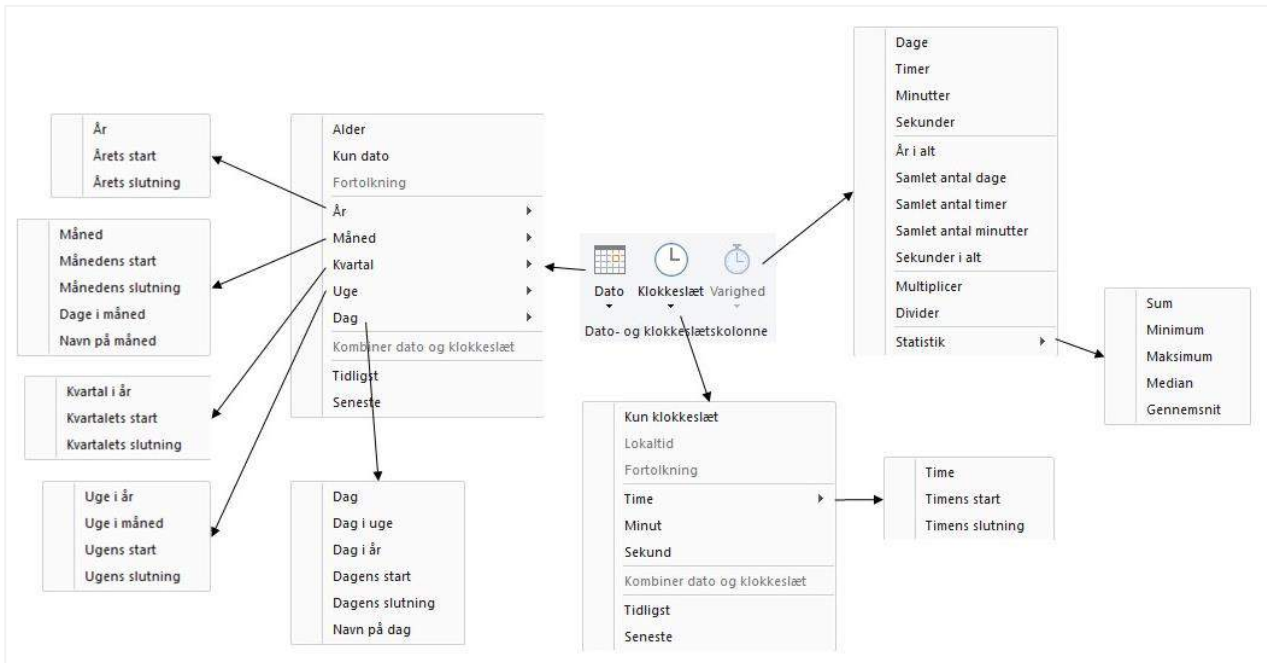 Dage
Timer
Minutter
Sekunder
År i alt
Samlet antal dage
Samlet antal timer
Samlet antal minutter
Sekunder i alt
Multiplicer
Divider
Statistik
År
Årets start
Årets slutning
Alder
Kun dato
Fortolkning
År
Måned
Kvartal
Uge
Dag
Kombiner dato og klokkeslæt
Tidligst
Seneste
Måned
Månedens start
Månedens slutning
Dage i måned
Navn på måned
Dato Klokkeslæt Varighed
Dato- og klokkeslætskolonne
Sum
Minimum
Maksimum
Median
Gennemsnit
Kvartal i år
Kvartalets start
Kvartalets slutning
Kun klokkeslæt
Lokaltid
Fortolkning
Time
Minut
Sekund
Kombiner dato og klokkeslæt
Tidligst
Seneste
Time
Timens start
Timens slutning
Uge i år
Uge i måned
Ugens start
Ugens slutning
Dag
Dag i uge
Dag i år
Dagens start
Dagens slutning
Navn på dag